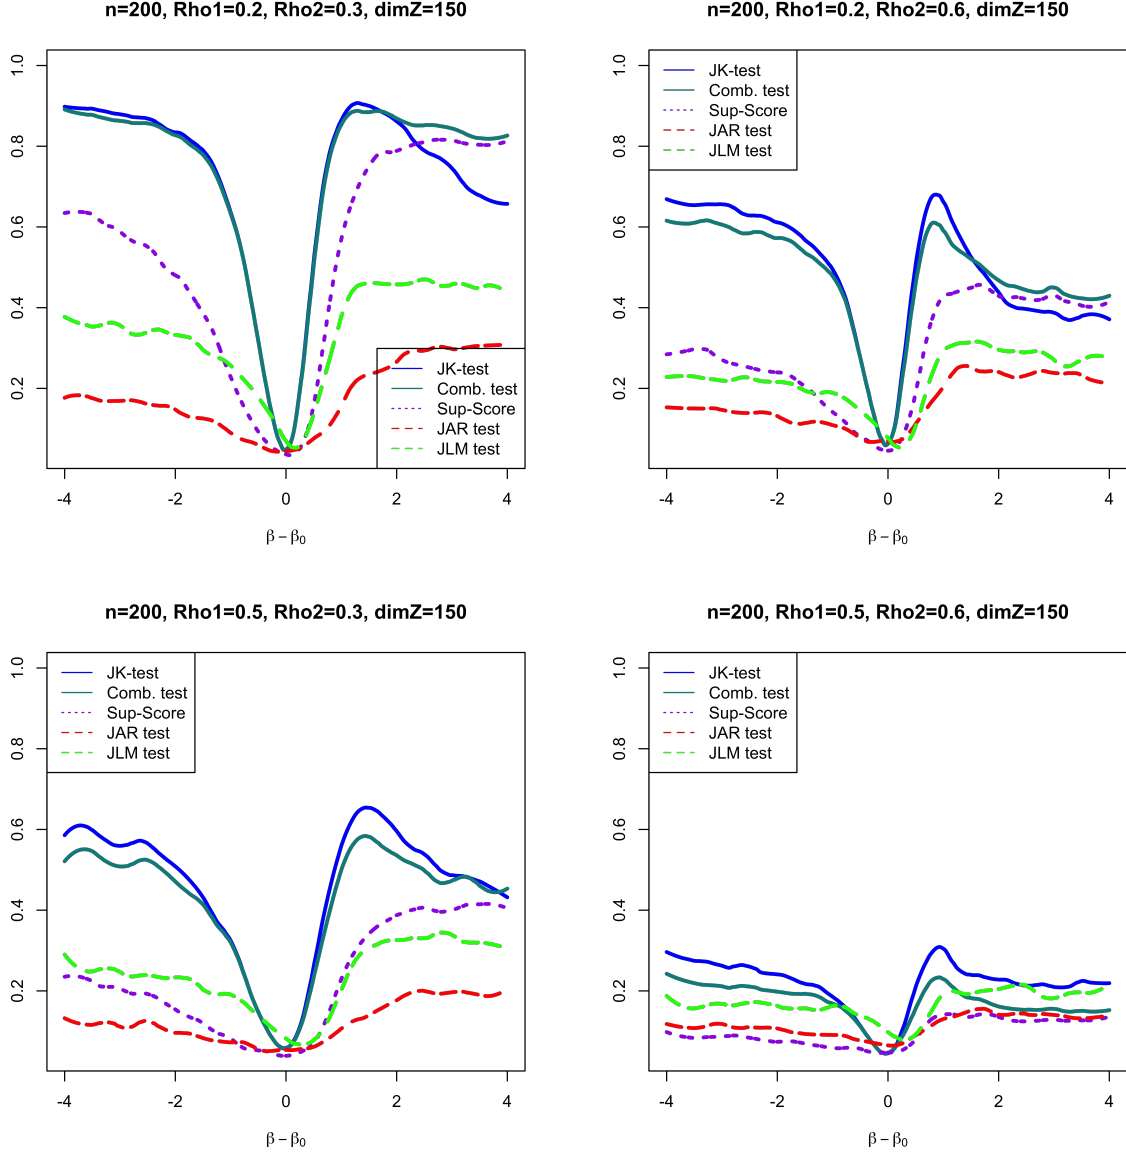 n=200, Rho1=0.2, Rho2=0.3, dimZ=150
1.0
0.8
0.6
0.4
0.2
JK-test
Comb. test
Sup-Score
JAR test
JLM test
-4
-2
0
2
4
β − β0
n=200, Rho1=0.2, Rho2=0.6, dimZ=150
1.0
0.8
0.6
0.4
0.2
JK-test
Comb. test
Sup-Score
JAR test
JLM test
-4
-2
0
2
4
β − β0
n=200, Rho1=0.5, Rho2=0.3, dimZ=150
1.0
0.8
0.6
0.4
0.2
JK-test
Comb. test
Sup-Score
JAR test
JLM test
-4
-2
0
2
4
β − β0
n=200, Rho1=0.5, Rho2=0.6, dimZ=150
1.0
0.8
0.6
0.4
0.2
JK-test
Comb. test
Sup-Score
JAR test
JLM test
-4
-2
0
2
4
β − β0